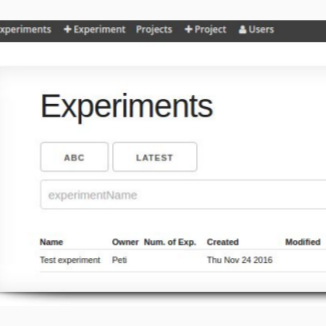 xperiments + Experiment Projects + Project Users
Experiments
ABC LATEST
experimentName
Name Owner Num. of Exp. Created Modified
Test experiment Peti Thu Nov 24 2016